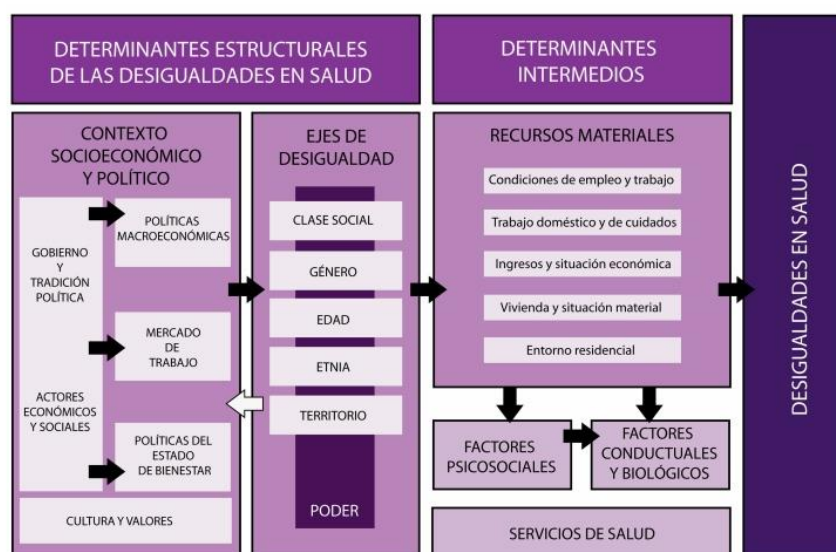 DETERMINANTES ESTRUCTURALES
DE LAS DESIGUALDADES EN SALUD
DETERMINANTES
INTERMEDIOS
CONTEXTO
SOCIOECONÓMICO
Y POLÍTICO
GOBIERNO
Y
TRADICIÓN
POLÍTICA
ACTORES
ECONÓMICOS
Y SOCIALES
POLÍTICAS
MACROECONÓMICAS
MERCADO
DE
TRABAJO
POLÍTICAS DEL
ESTADO
DE BIENESTAR
CULTURA Y VALORES
EJES DE
DESIGUALDAD
CLASE SOCIAL
GÉNERO
EDAD
ETNIA
TERRITORIO
PODER
RECURSOS MATERIALES
Condiciones de empleo y trabajo
Trabajo doméstico y de cuidados
Ingresos y situación económica
Vivienda y situación material
Entorno residencial
FACTORES
PSICOSOCIALES
FACTORES
CONDUCTUALES
Y BIOLÓGICOS
SERVICIOS DE SALUD
DESIGUALDADES EN SALUD